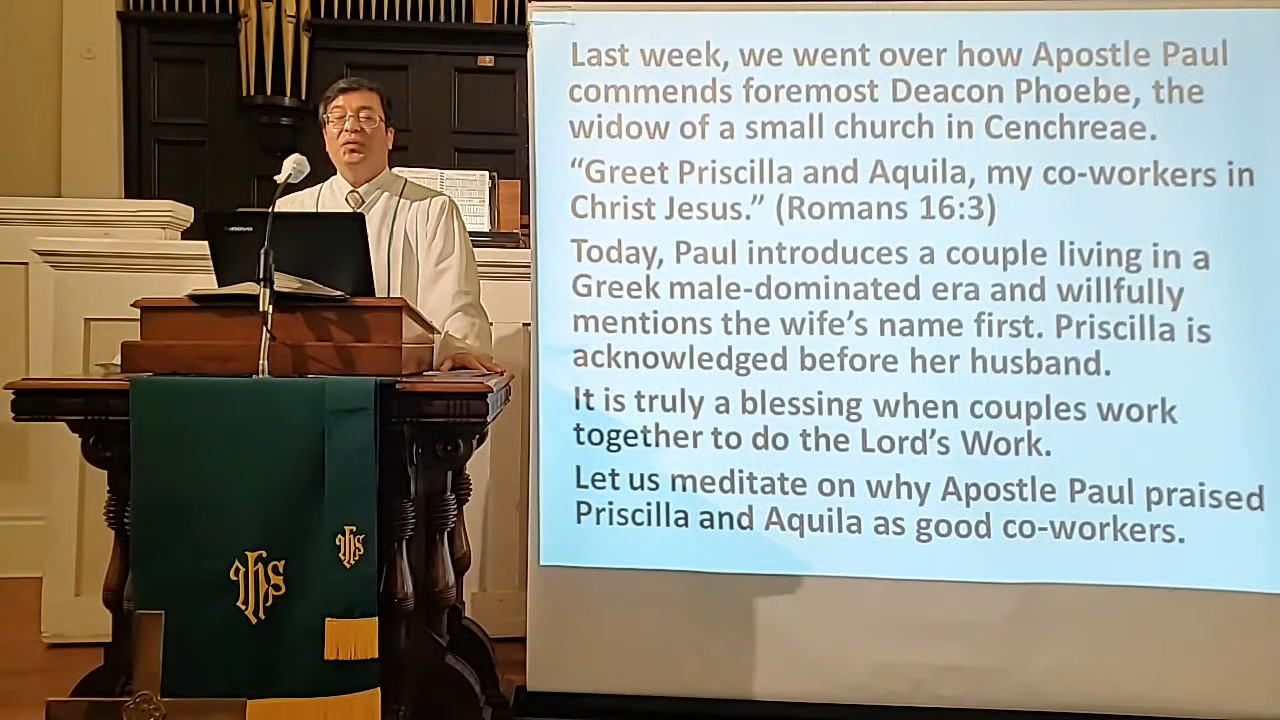 Last week, we went over how Apostle Paul
commends foremost Deacon Phoebe, the
widow of a small church in Cenchreae.
“Greet Priscilla and Aquila, my co-workers in
Christ Jesus.” (Romans 16:3)
Today, Paul introduces a couple living in a
Greek male-dominated era and willfully
mentions the wife’s name first. Priscilla is
acknowledged before her husband.
It is truly a blessing when couples work
together to do the Lord’s Work.
Let us meditate on why Apostle Paul praised
Priscilla and Aquila as good co-workers.
lenovo
ihs
ihs